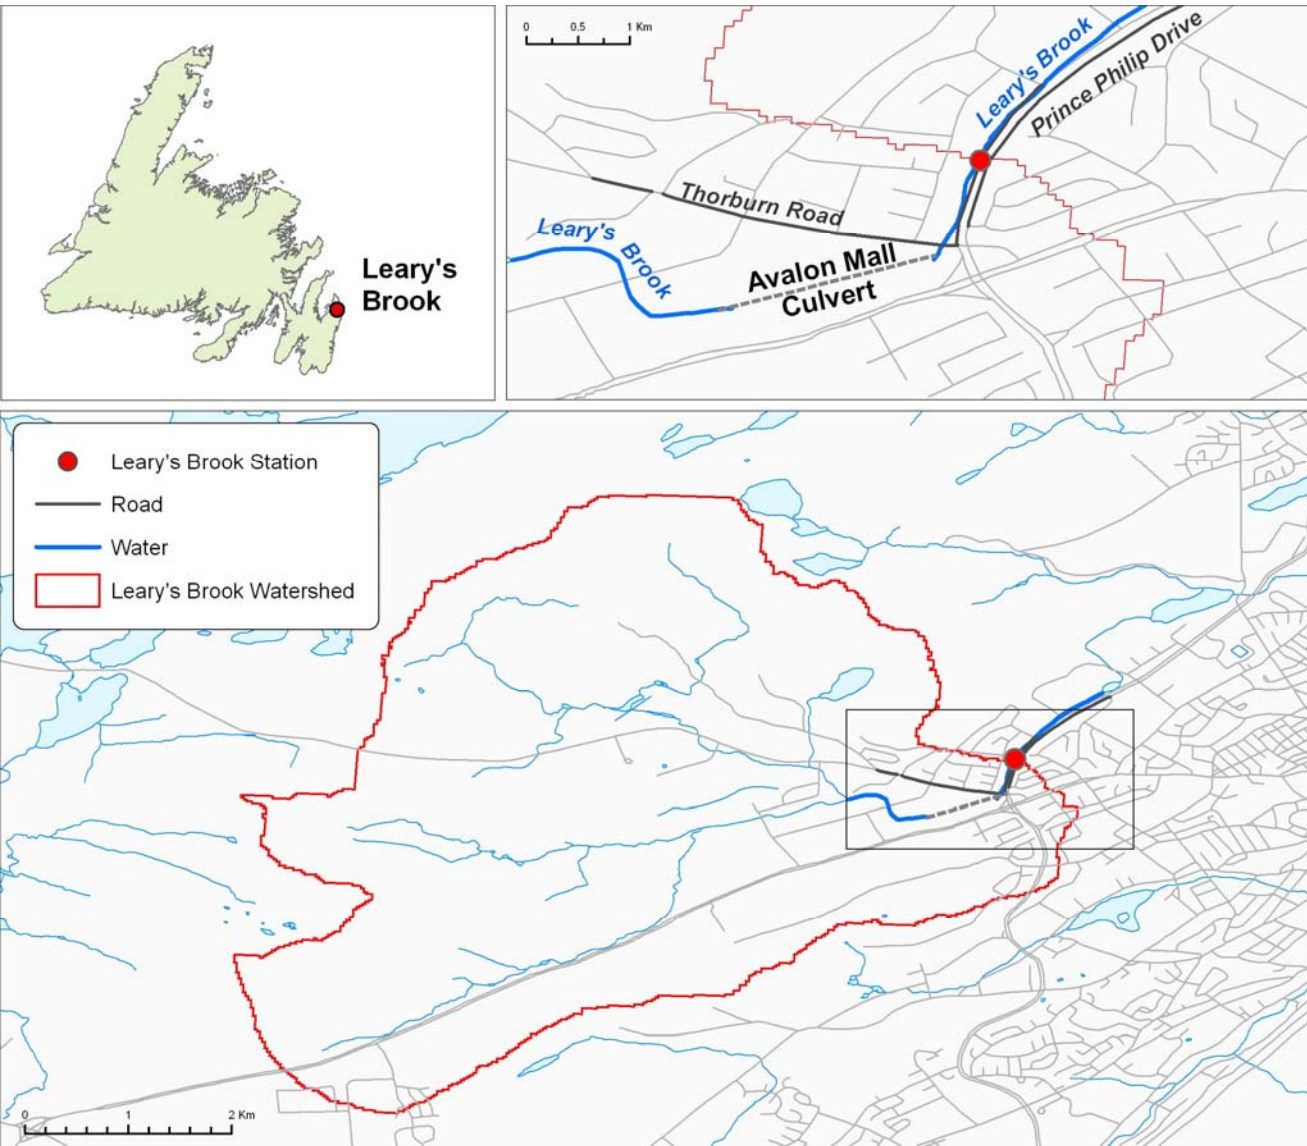 Leary's
Brook
0 0.5 1 Km
Leary's Brook
Prince Philip Drive
Thorburn Road
Leary's Brook
Avalon Mall
Culvert
Leary's Brook Station
Road
Water
Leary's Brook Watershed
0 1 2 Km